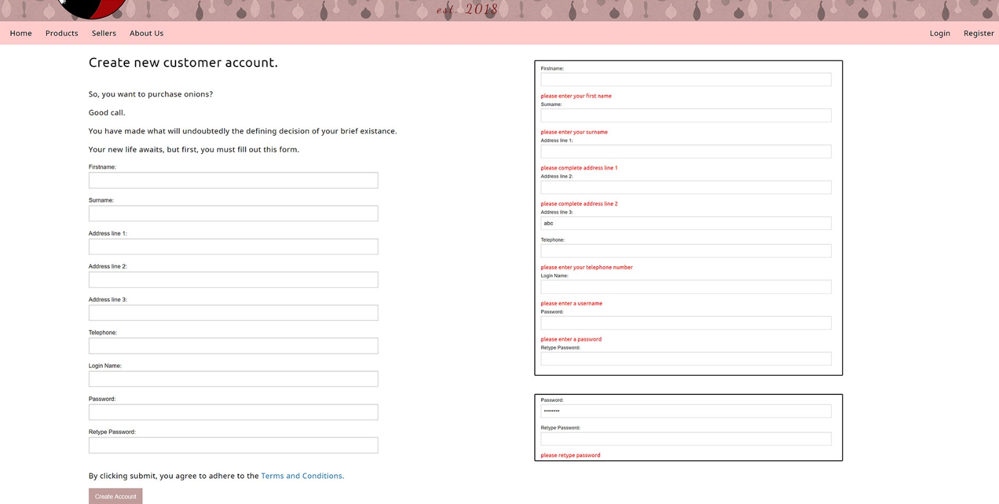 est. 2018
Home Products Sellers About Us Login Register
Create new customer account.
So, you want to purchase onions?
Good call.
You have made what will undoubtedly the defining decision of your brief existance.
Your new life awaits, but first, you must fill out this form.
Firstname:
Surname:
Address line 1:
Address line 2:
Address line 3:
Telephone:
Login Name:
Password:
Retype Password:
By clicking submit, you agree to adhere to the Terms and Conditions.
Create Account
Firstname:
please enter your first name
Surname:
please enter your surname
Address line 1:
please complete address line 1
Address line 2:
please complete address line 2
Address line 3:
abc
Telephone:
please enter your telephone number
Login Name:
please enter a username
Password:
please enter a password
Retype Password:
Password:
••••••••
Retype Password:
please retype password